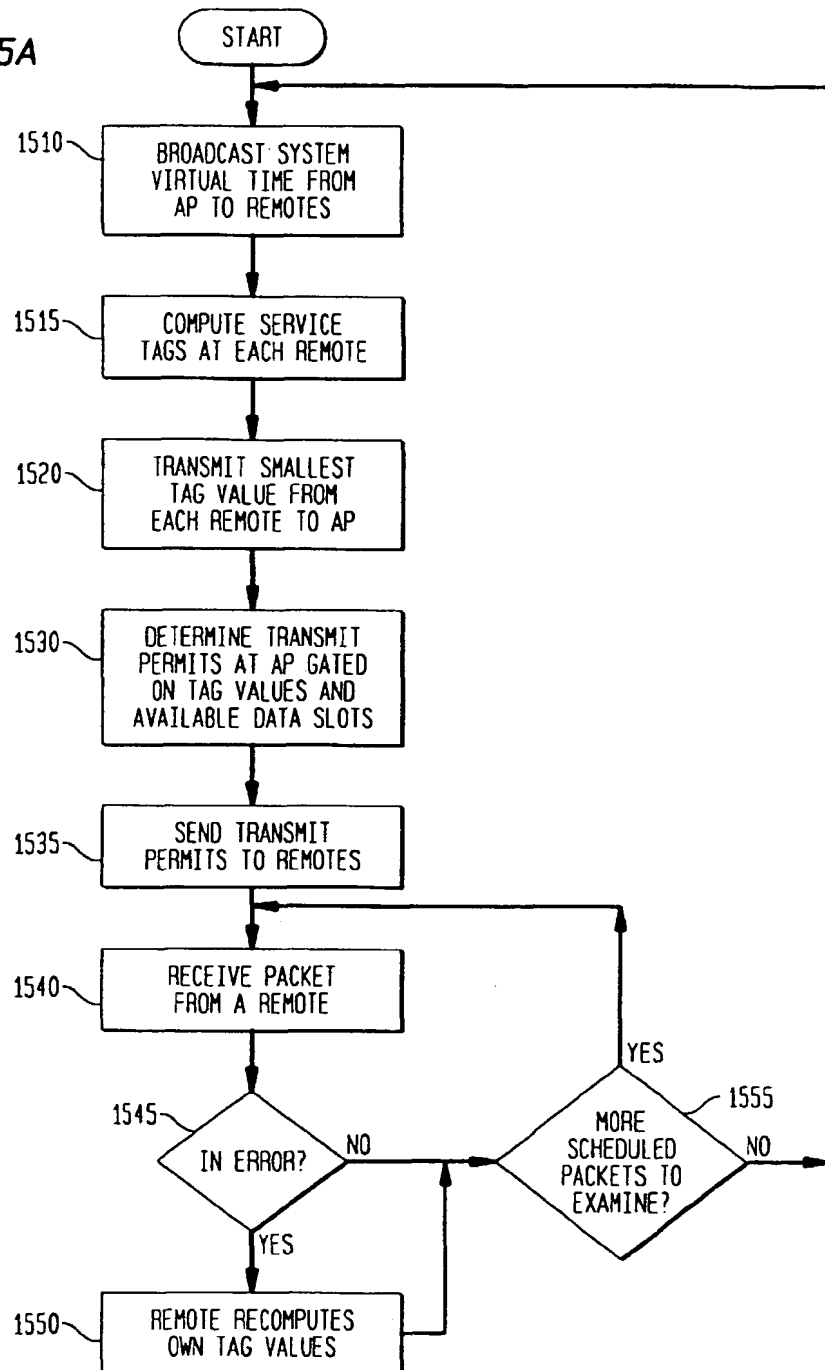 5A
START
1510
BROADCAST SYSTEM
VIRTUAL TIME FROM
AP TO REMOTES
1515
COMPUTE SERVICE
TAGS AT EACH REMOTE
1520
TRANSMIT SMALLEST
TAG VALUE FROM
EACH REMOTE TO AP
1530
DETERMINE TRANSMIT
PERMITS AT AP GATED
ON TAG VALUES AND
AVAILABLE DATA SLOTS
1535
SEND TRANSMIT
PERMITS TO REMOTES
1540
RECEIVE PACKET
FROM A REMOTE
1545
IN ERROR?
NO
YES
1555
MORE
SCHEDULED
PACKETS TO
EXAMINE?
YES
NO
1550
REMOTE RECOMPUTES
OWN TAG VALUES